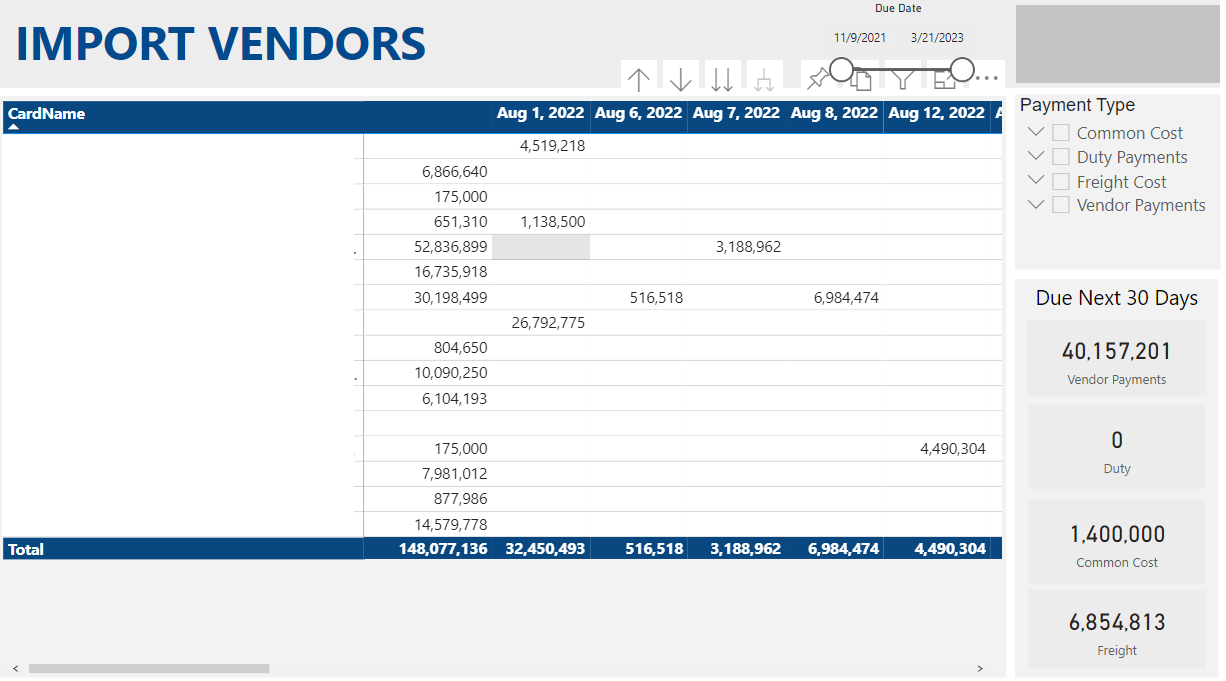 IMPORT VENDORS
Due Date
11/9/2021 3/21/2023
CardName Aug 1, 2022 Aug 6, 2022 Aug 7, 2022 Aug 8, 2022 Aug 12, 2022
4,519,218
6,866,640
175,000
651,310 1,138,500
52,836,899 3,188,962
16,735,918
30,198,499 516,518 6,984,474
26,792,775
804,650
10,090,250
6,104,193
175,000 4,490,304
7,981,012
877,986
14,579,778
Total 148,077,136 32,450,493 516,518 3,188,962 6,984,474 4,490,304
Payment Type
Common Cost
Duty Payments
Freight Cost
Vendor Payments
Due Next 30 Days
40,157,201
Vendor Payments
0
Duty
1,400,000
Common Cost
6,854,813
Freight